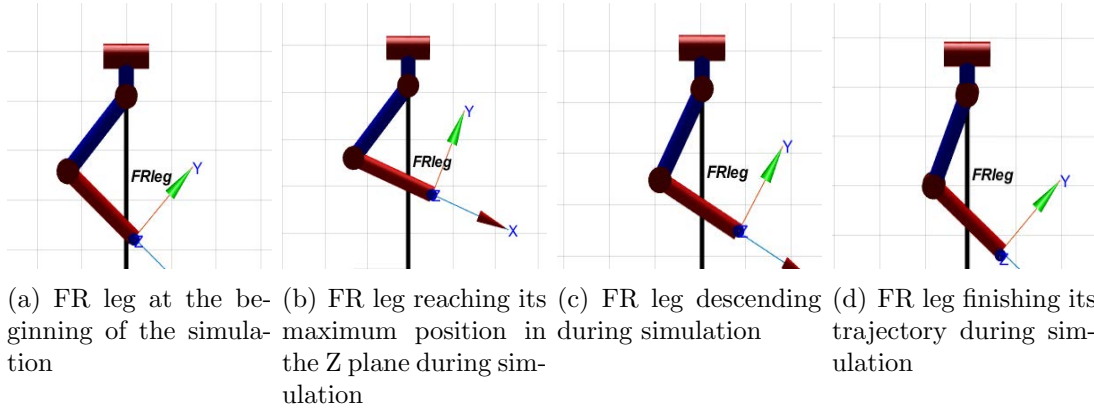 FRleg
Y
Z
FRleg
Y
Z
X
FRleg
Y
Z
FRleg
Y
Z
(a) FR leg at the be-
ginning of the simula-
tion
(b) FR leg reaching its
maximum position in
the Z plane during sim-
ulation
(c) FR leg descending
during simulation
(d) FR leg finishing its
trajectory during sim-
ulation